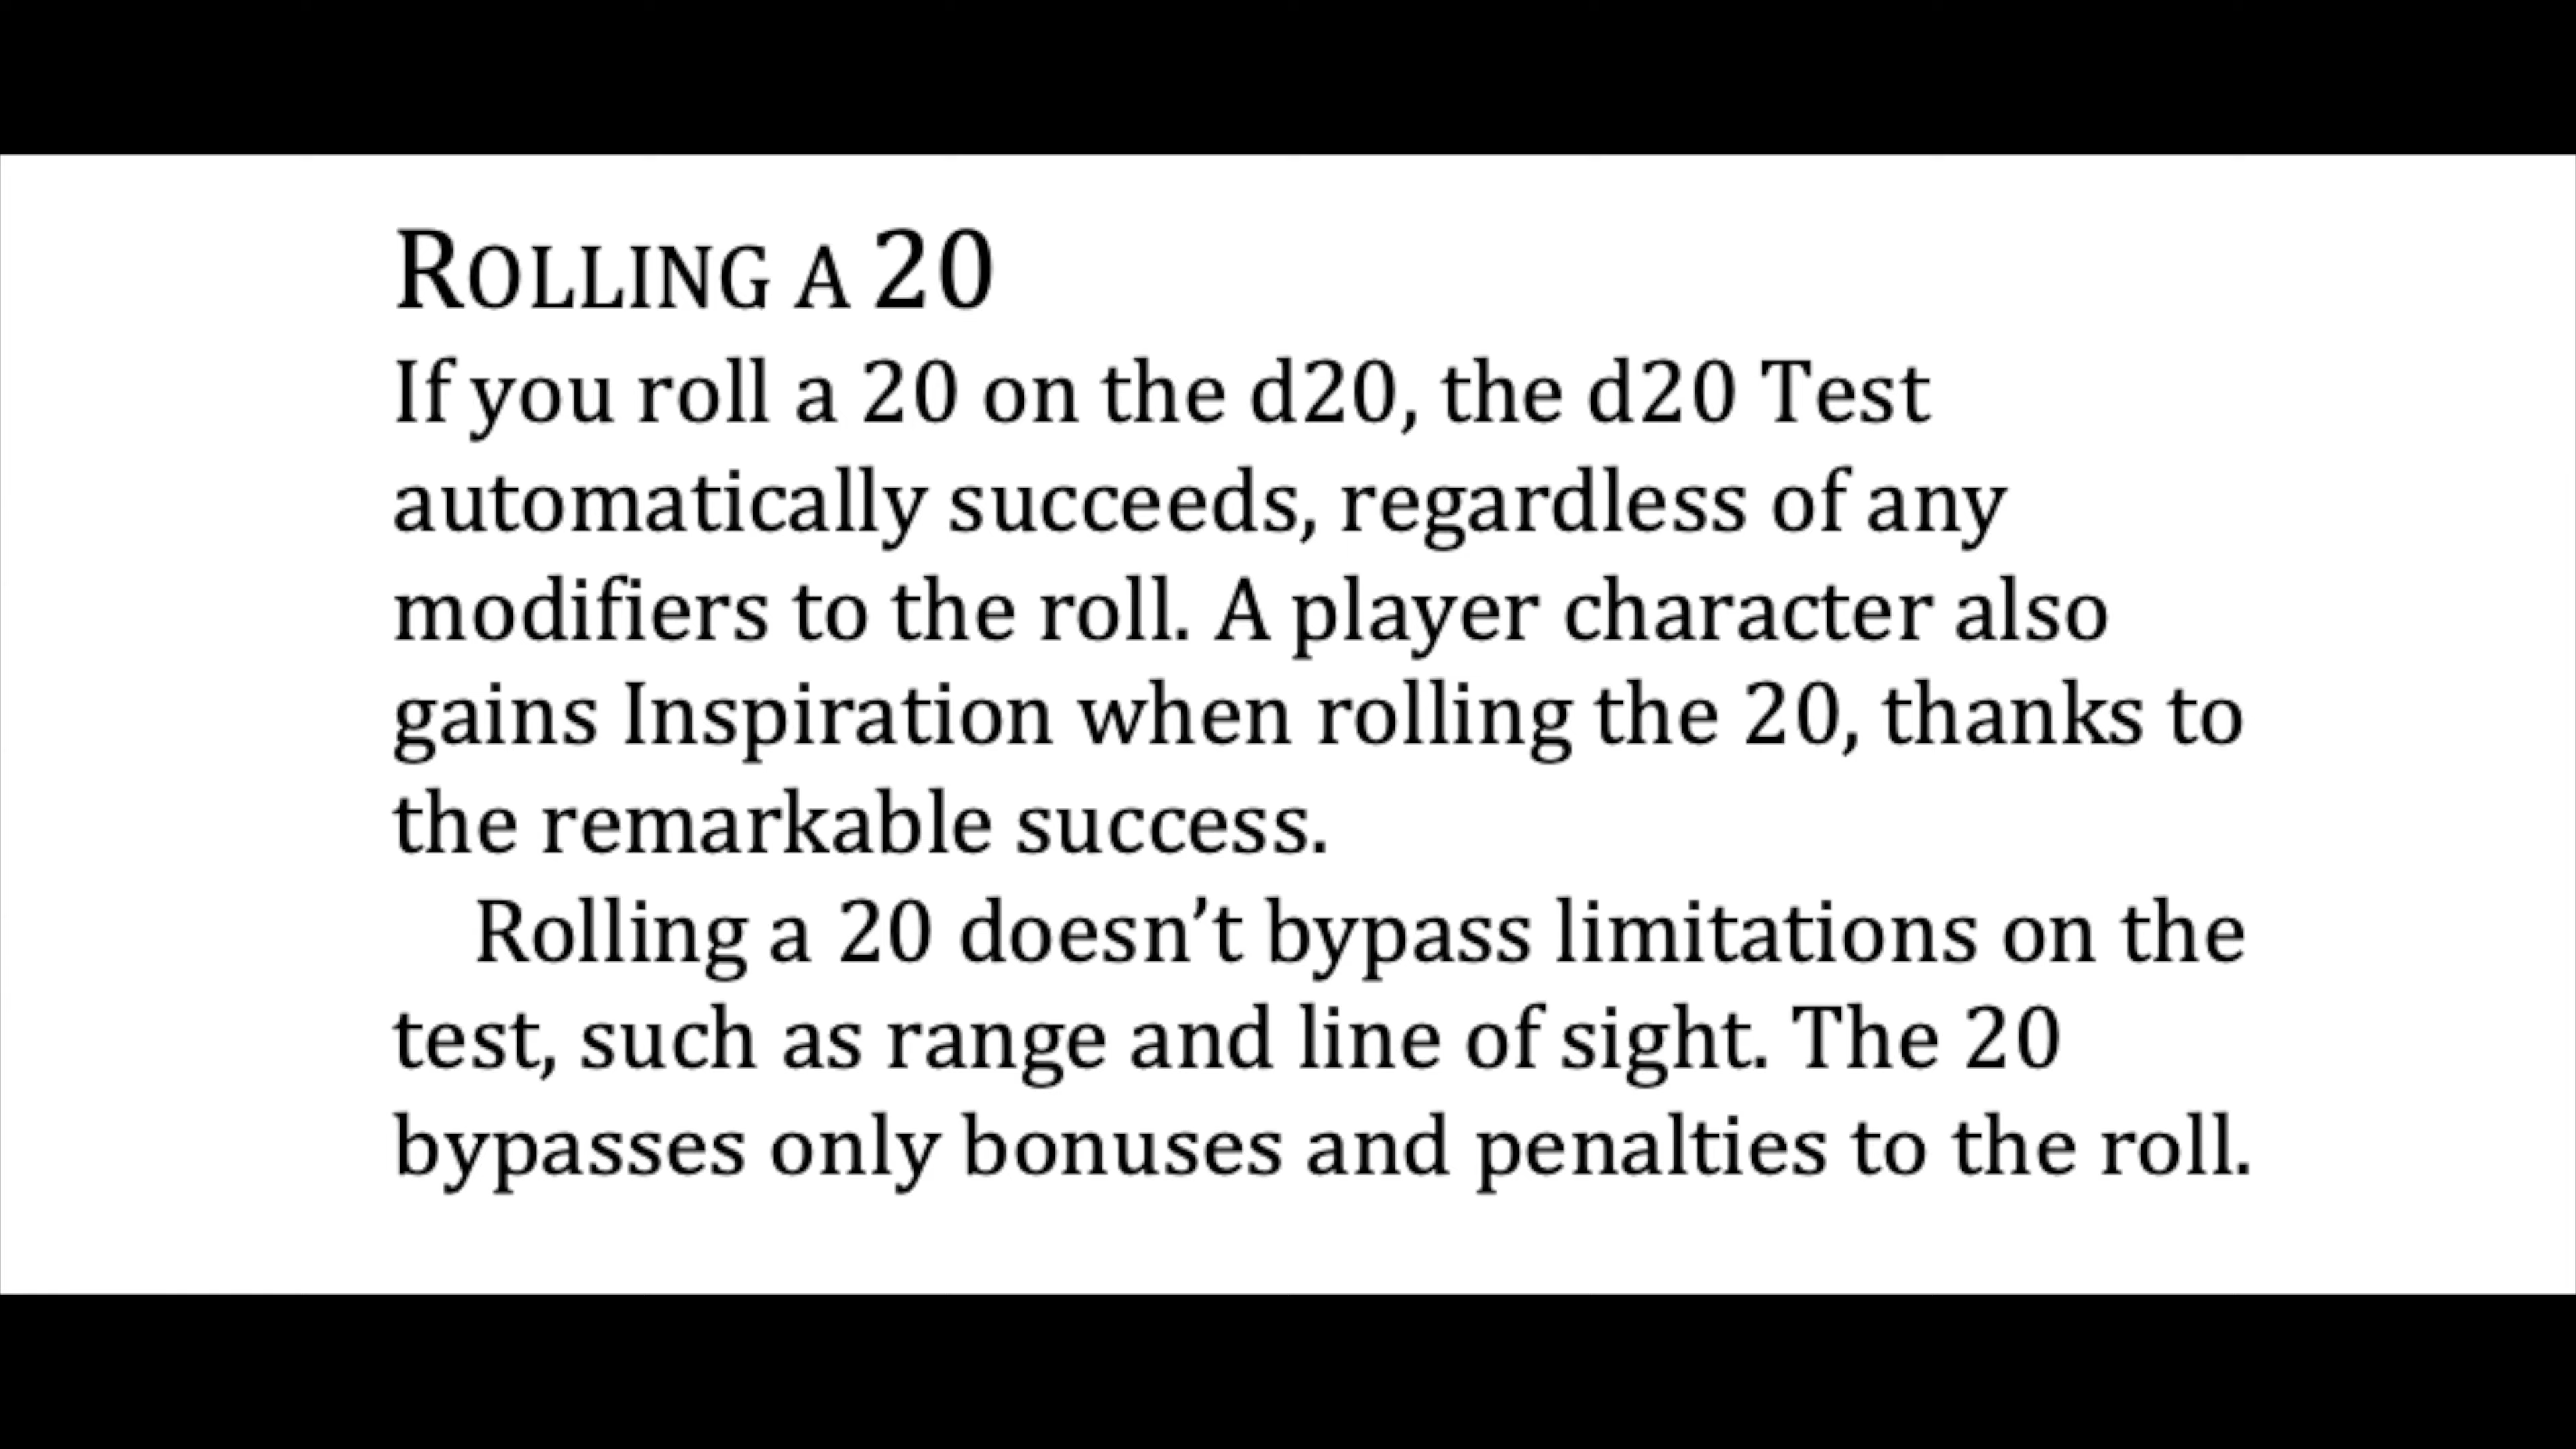 ROLLING A 20
If you roll a 20 on the d20, the d20 Test
automatically succeeds, regardless of any
modifiers to the roll. A player character also
gains Inspiration when rolling the 20, thanks to
the remarkable success.
Rolling a 20 doesn’t bypass limitations on the
test, such as range and line of sight. The 20
bypasses only bonuses and penalties to the roll.